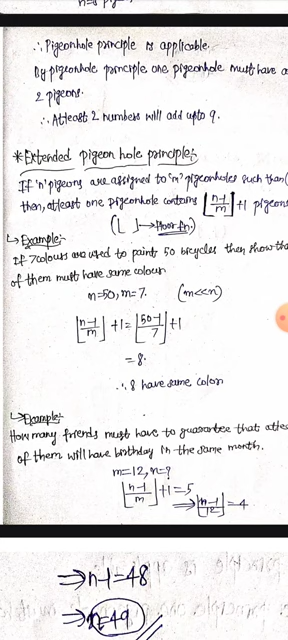 ∴ Pigeonhole principle is applicable.
By pigeonhole principle one pigeonhole must have a
2 pigeons.
∴ Atleast 2 numbers will add upto 9.
*Extended pigeon hole principle:-
If 'n' pigeons are assigned to 'm' pigeonholes such than(
then, atleast one pigeonhole contains ⌊n-1/m⌋+1 pigeons
(⌊ ⌋→floor fn)
↳Example:-
If 7 colours are used to paint 50 bicycles then show tha
of them must have same colour.
n=50, m=7. (m<<n)
⌊n-1/m⌋+1=⌊50-1/7⌋+1
=8.
∴ 8 have same color
↳Example:-
How many friends must have to guarantee that atlea
of them will have birthday in the same month.
m=12, n=?
⌊n-1/m⌋+1=5
⇒⌊n-1/12⌋=4
⇒n-1=48
⇒n=49